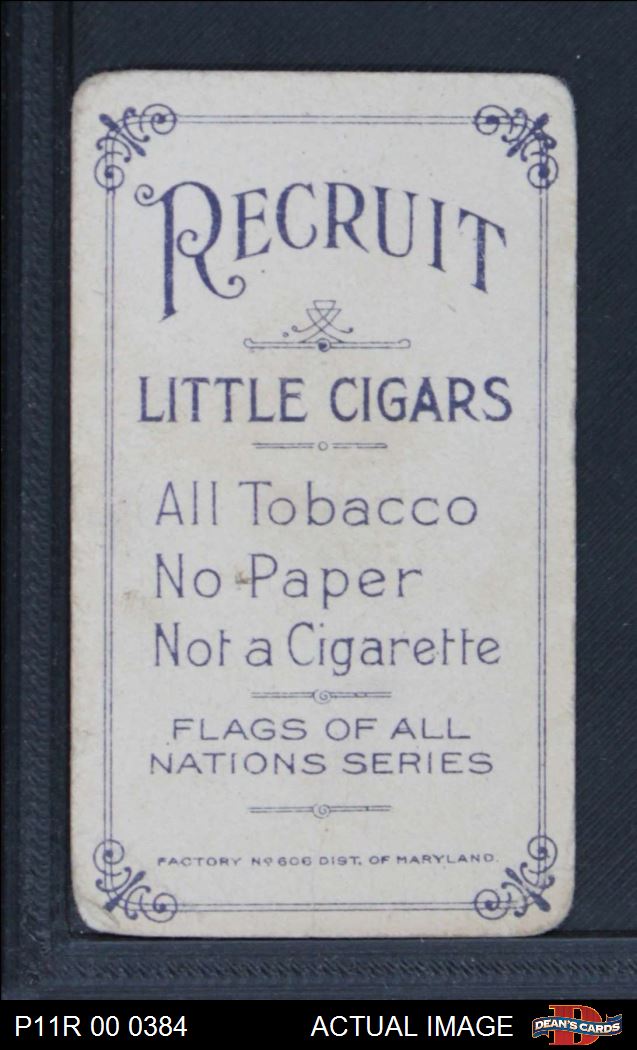 RECRUIT
LITTLE CIGARS
All Tobacco
No Paper
Not a Cigarette
FLAGS OF ALL
NATIONS SERIES
FACTORY Nº 606 DIST. OF MARYLAND.
P11R 00 0384 ACTUAL IMAGE DEAN'S CARDS